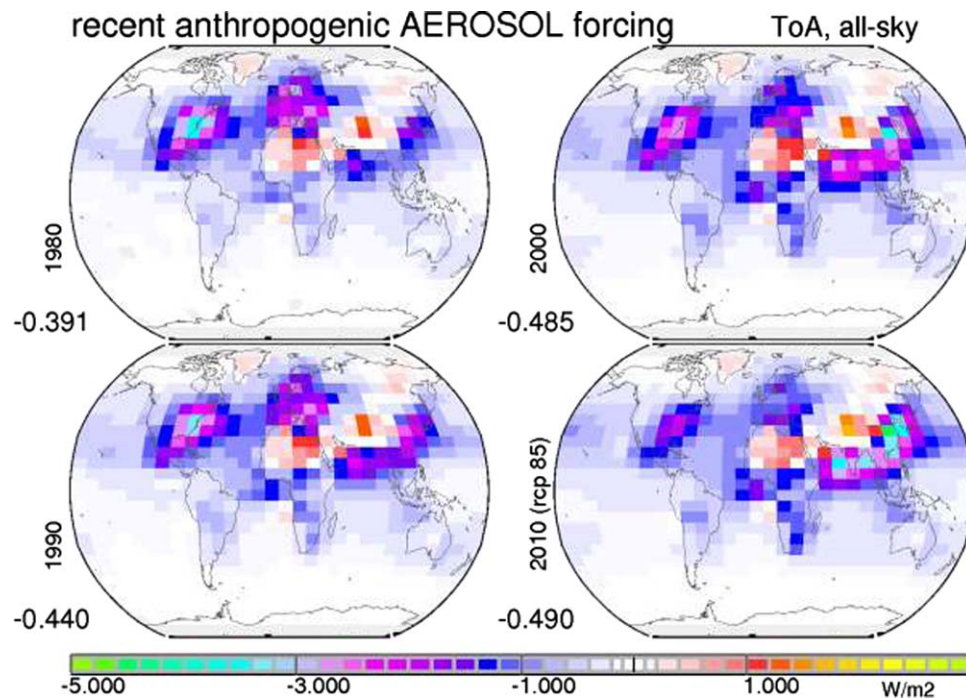 recent anthropogenic AEROSOL forcing
ToA, all-sky
1980
-0.391
2000
-0.485
1990
-0.440
2010 (rcp 85)
-0.490
-5.000 -3.000 -1.000 1.000 W/m2